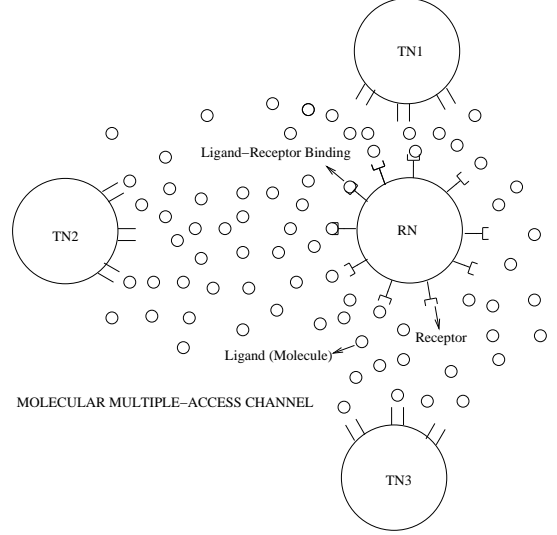 TN1
Ligand−Receptor Binding
TN2
RN
Receptor
Ligand (Molecule)
MOLECULAR MULTIPLE−ACCESS CHANNEL
TN3